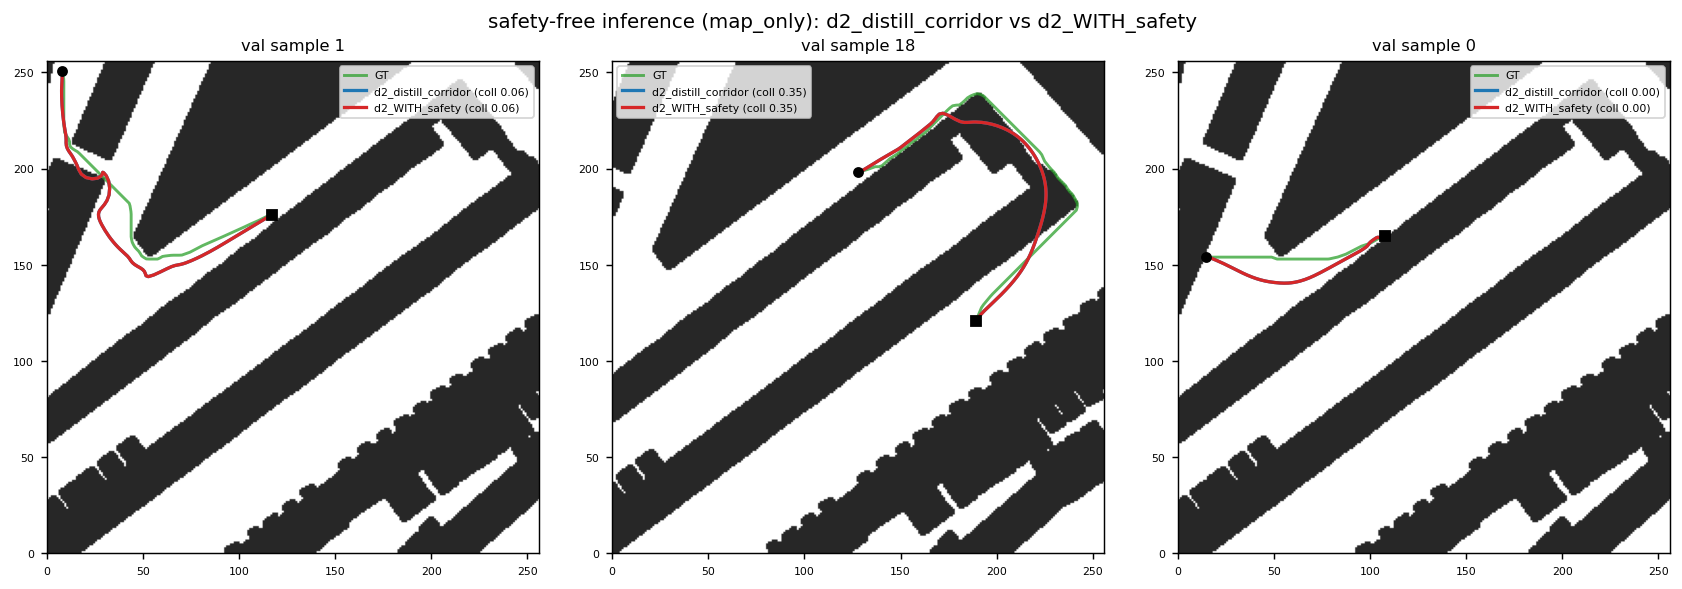 safety-free inference (map_only): d2_distill_corridor vs d2_WITH_safety
val sample 1
GT
d2_distill_corridor (coll 0.06)
d2_WITH_safety (coll 0.06)
250
200
150
100
50
0
0 50 100 150 200 250
val sample 18
GT
d2_distill_corridor (coll 0.35)
d2_WITH_safety (coll 0.35)
250
200
150
100
50
0
0 50 100 150 200 250
val sample 0
GT
d2_distill_corridor (coll 0.00)
d2_WITH_safety (coll 0.00)
250
200
150
100
50
0
0 50 100 150 200 250